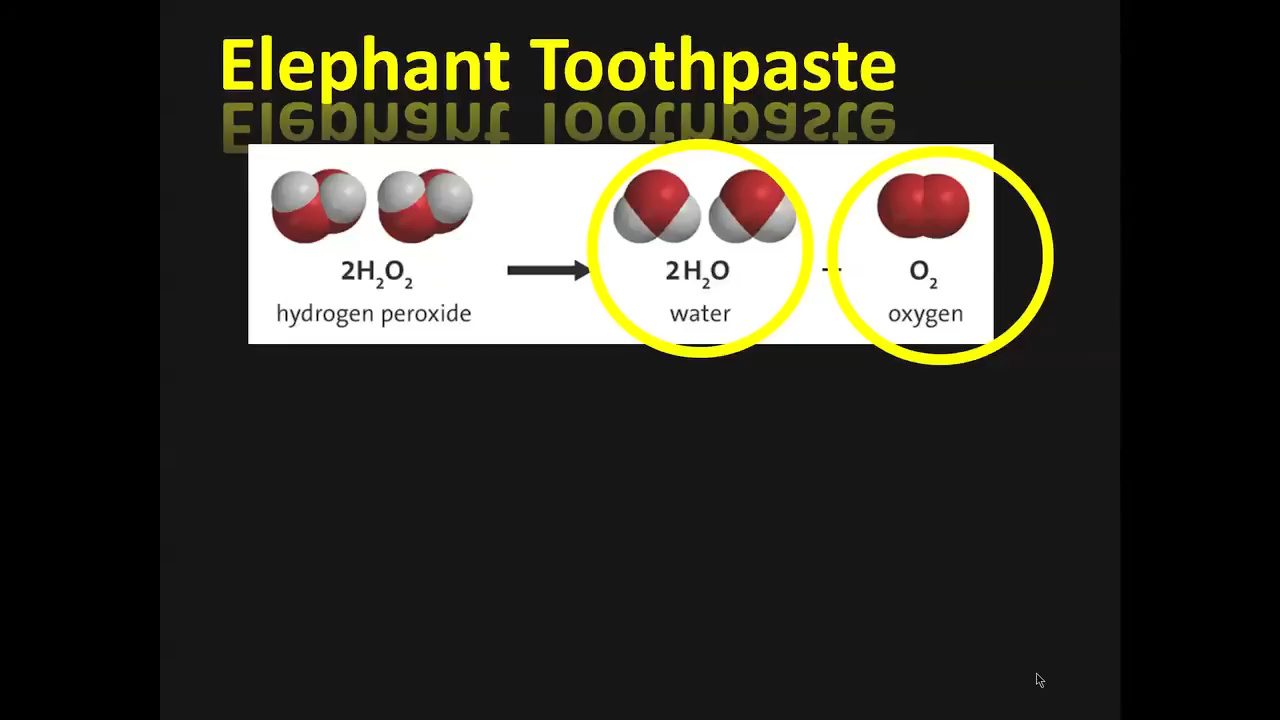 Elephant Toothpaste
2H₂O₂ 2H₂O + O₂
hydrogen peroxide water oxygen